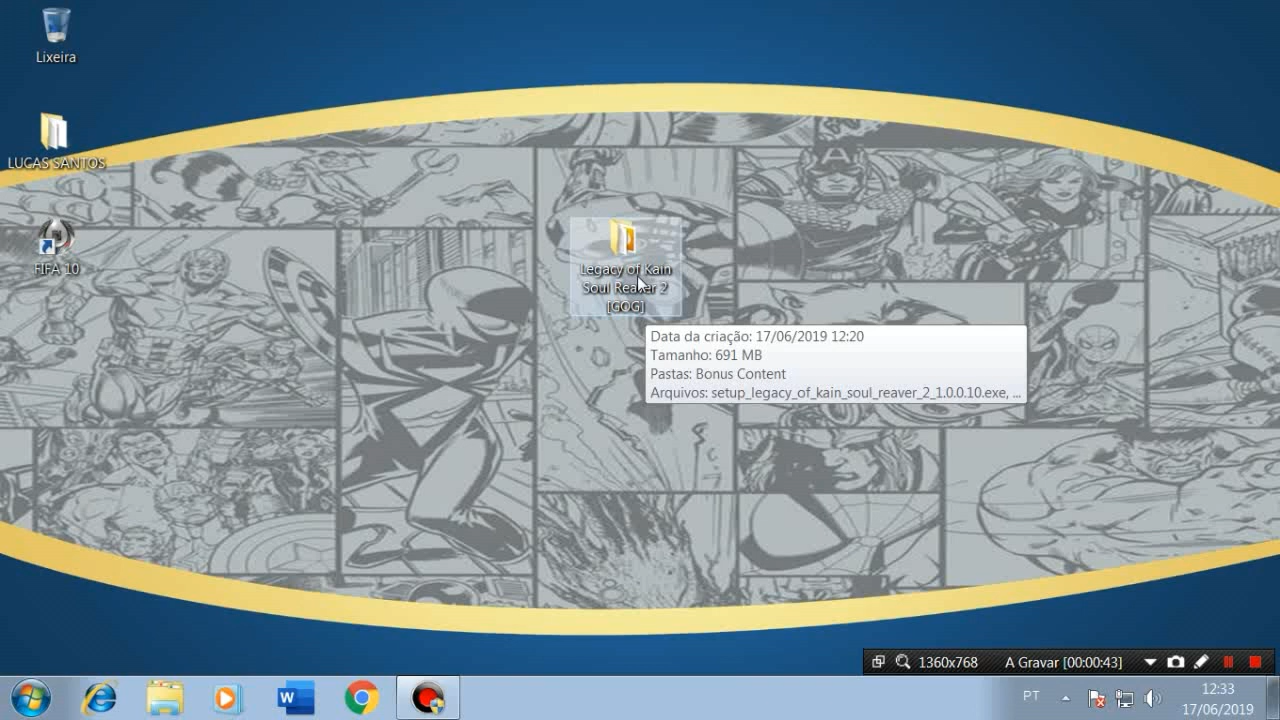 Lixeira
LUCAS SANTOS
FIFA 10
Legacy of Kain
Soul Reaver 2
[GOG]
Data da criação: 17/06/2019 12:20
Tamanho: 691 MB
Pastas: Bonus Content
Arquivos: setup_legacy_of_kain_soul_reaver_2_1.0.0.10.exe, ...
1360x768 A Gravar [00:00:43]
W
PT
12:33
17/06/2019